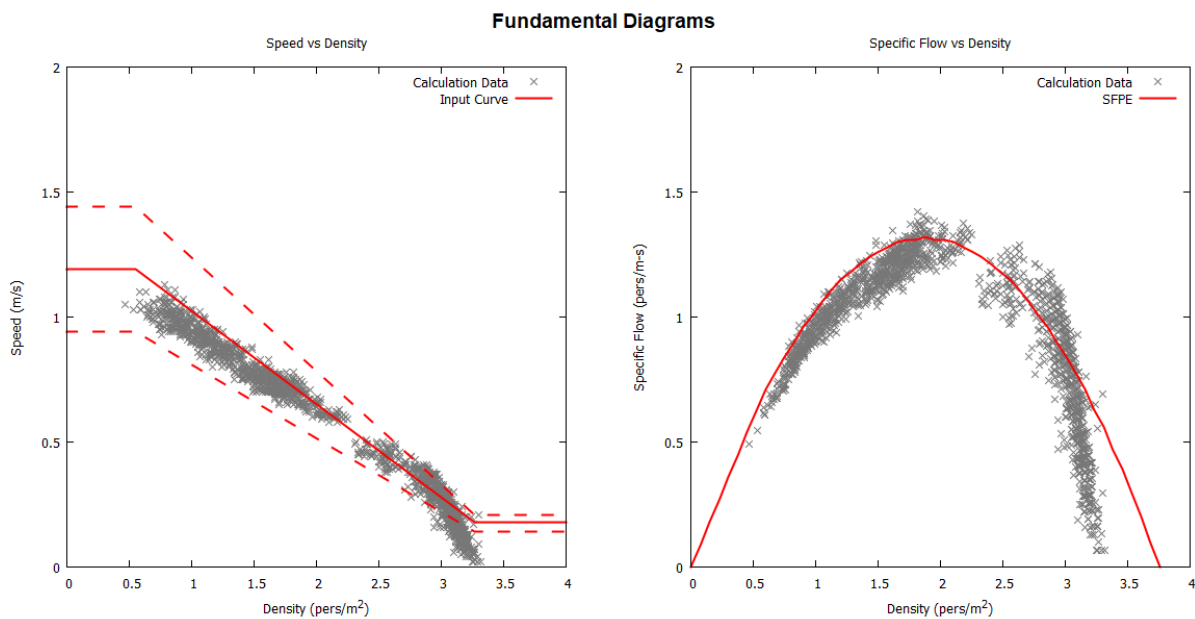 Fundamental Diagrams
Speed vs Density
2
1.5
1
0.5
0
Speed (m/s)
Calculation Data
Input Curve
0 0.5 1 1.5 2 2.5 3 3.5 4
Density (pers/m²)
Specific Flow vs Density
2
1.5
1
0.5
0
Specific Flow (pers/m-s)
Calculation Data
SFPE
0 0.5 1 1.5 2 2.5 3 3.5 4
Density (pers/m²)